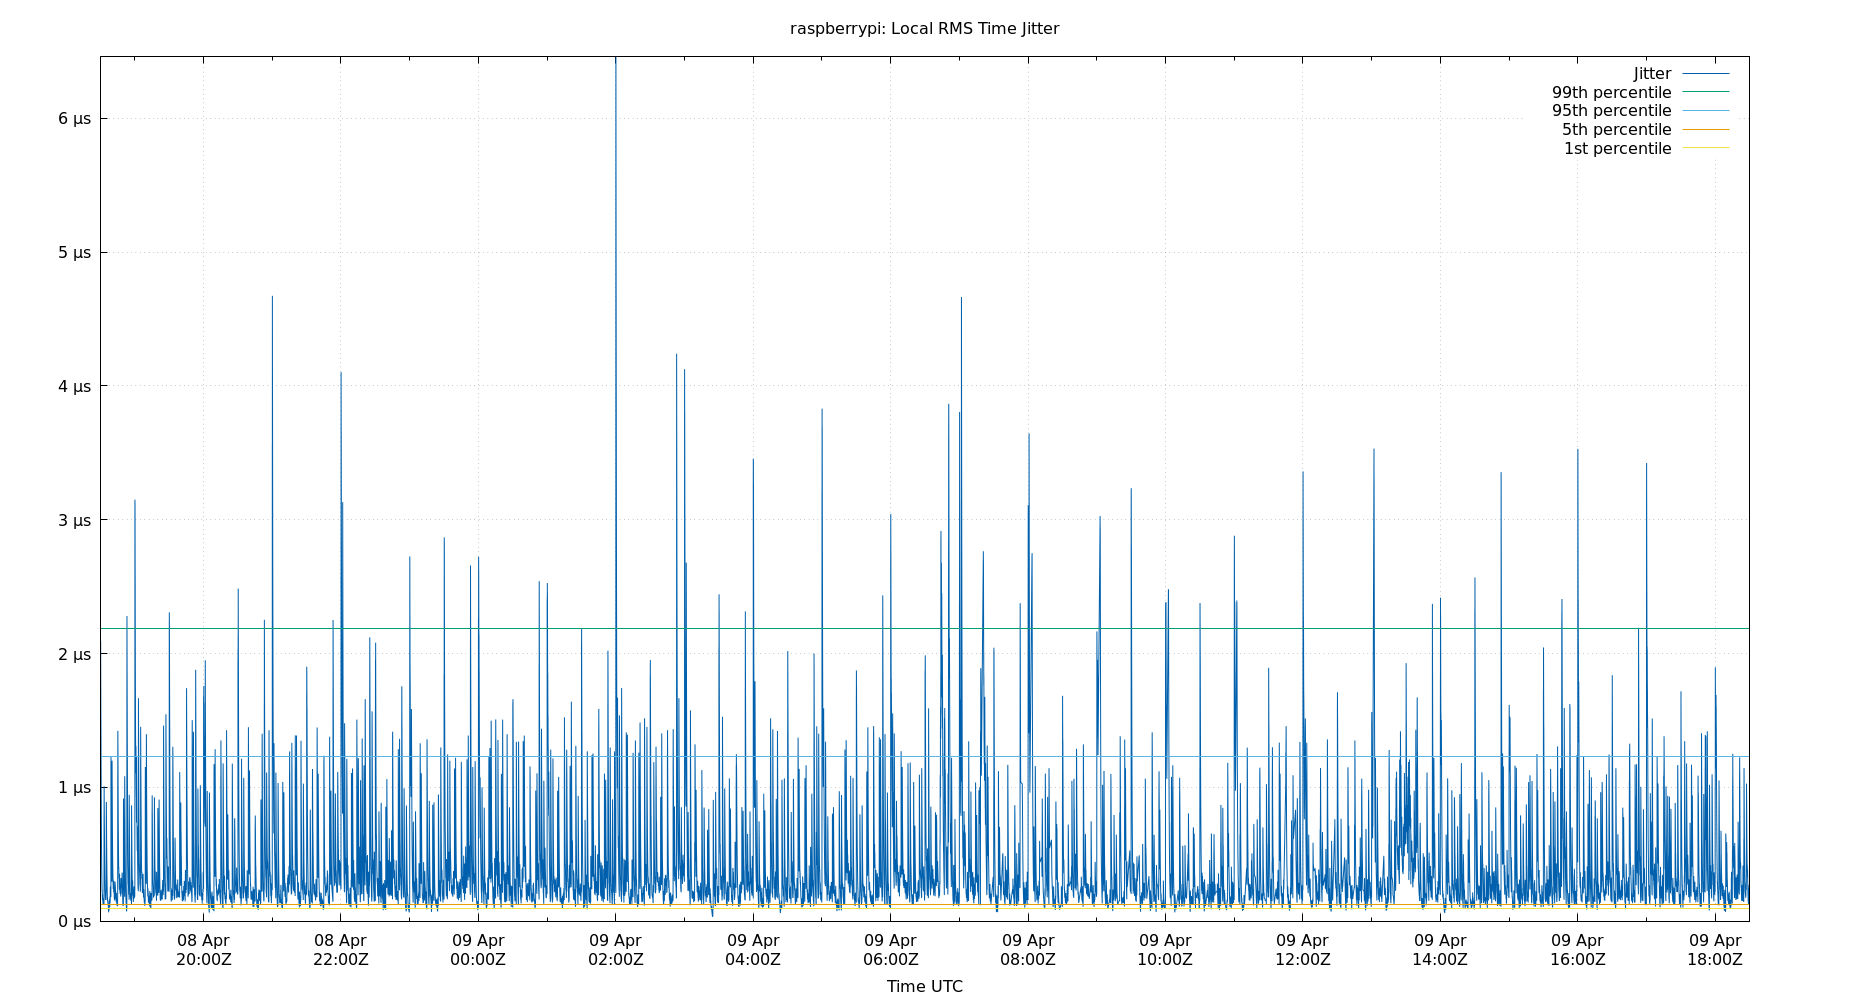 raspberrypi: Local RMS Time Jitter
Jitter
99th percentile
95th percentile
5th percentile
1st percentile
6 µs
5 µs
4 µs
3 µs
2 µs
1 µs
0 µs
08 Apr 08 Apr 09 Apr 09 Apr 09 Apr 09 Apr 09 Apr 09 Apr 09 Apr 09 Apr 09 Apr 09 Apr
20:00Z 22:00Z 00:00Z 02:00Z 04:00Z 06:00Z 08:00Z 10:00Z 12:00Z 14:00Z 16:00Z 18:00Z
Time UTC